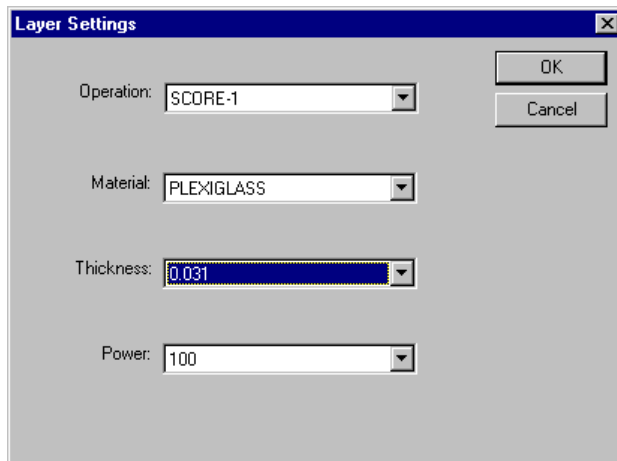 Layer Settings
OK
Operation: SCORE-1
Cancel
Material: PLEXIGLASS
Thickness: 0.031
Power: 100